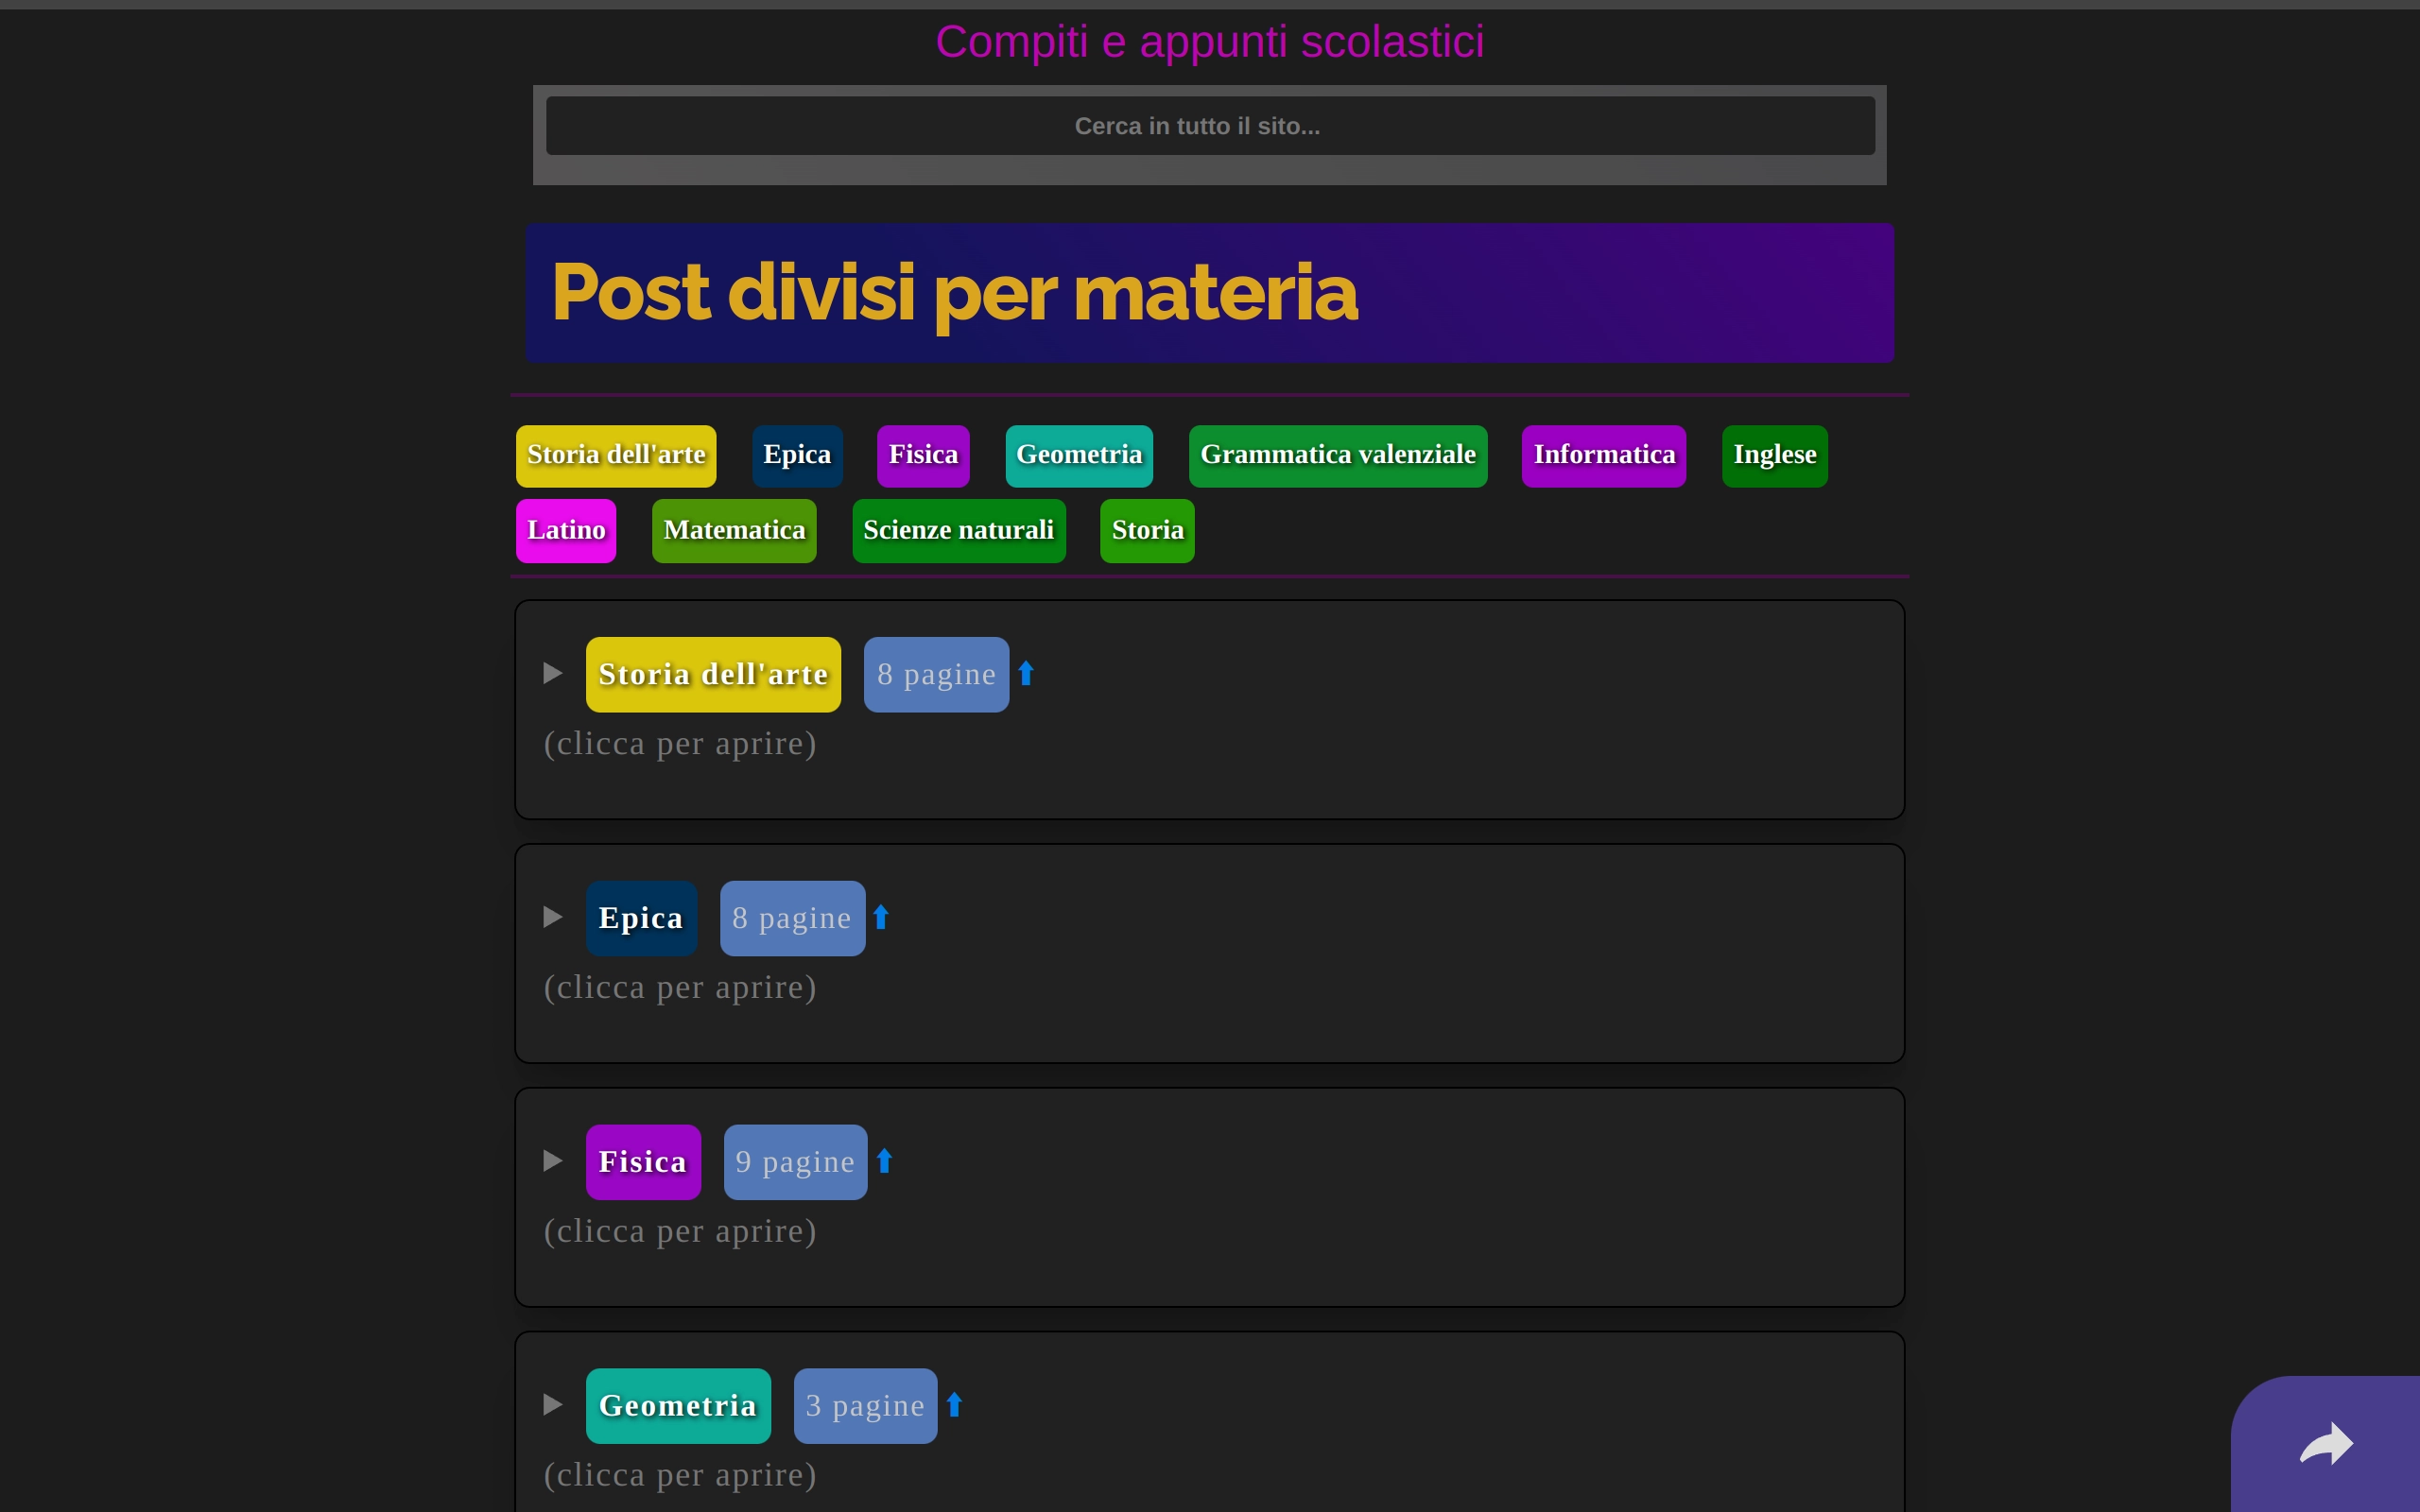 Compiti e appunti scolastici
Cerca in tutto il sito...
Post divisi per materia
Storia dell'arte Epica Fisica Geometria Grammatica valenziale Informatica Inglese
Latino Matematica Scienze naturali Storia
Storia dell'arte 8 pagine
(clicca per aprire)
Epica 8 pagine
(clicca per aprire)
Fisica 9 pagine
(clicca per aprire)
Geometria 3 pagine
(clicca per aprire)